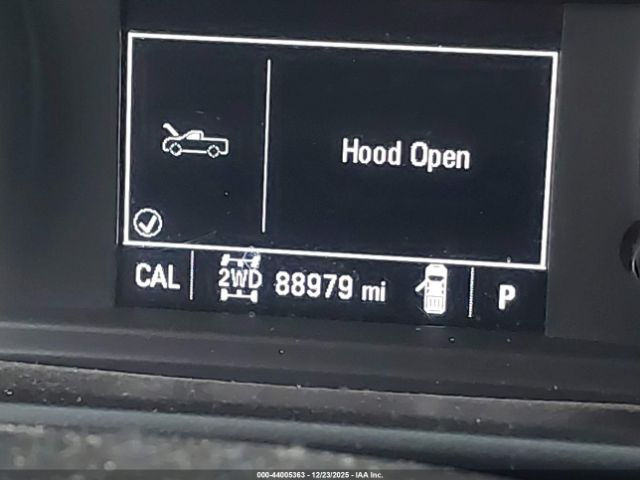 Hood Open
CAL 2WD 88979 mi P
000-44005363 - 12/23/2025 - IAA Inc.